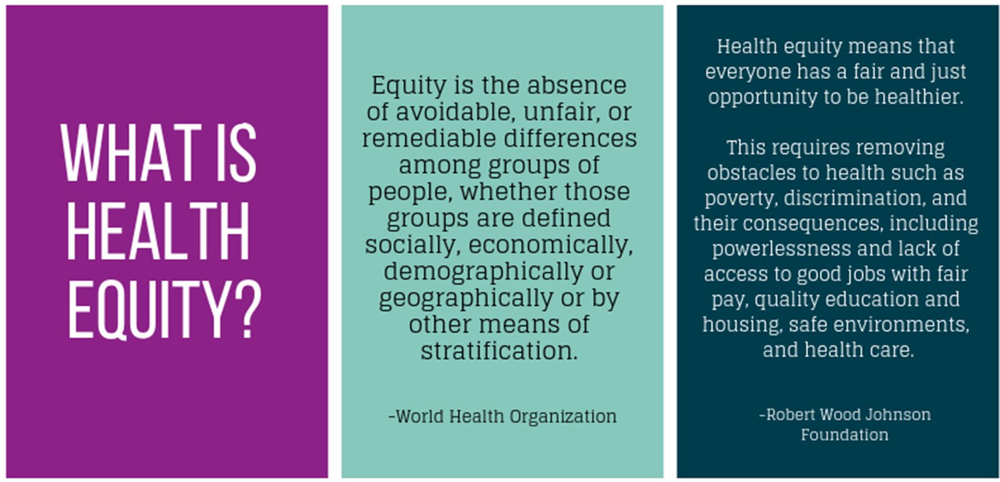 WHAT IS
HEALTH
EQUITY?
Equity is the absence
of avoidable, unfair, or
remediable differences
among groups of
people, whether those
groups are defined
socially, economically,
demographically or
geographically or by
other means of
stratification.
-World Health Organization
Health equity means that
everyone has a fair and just
opportunity to be healthier.
This requires removing
obstacles to health such as
poverty, discrimination, and
their consequences, including
powerlessness and lack of
access to good jobs with fair
pay, quality education and
housing, safe environments,
and health care.
-Robert Wood Johnson
Foundation